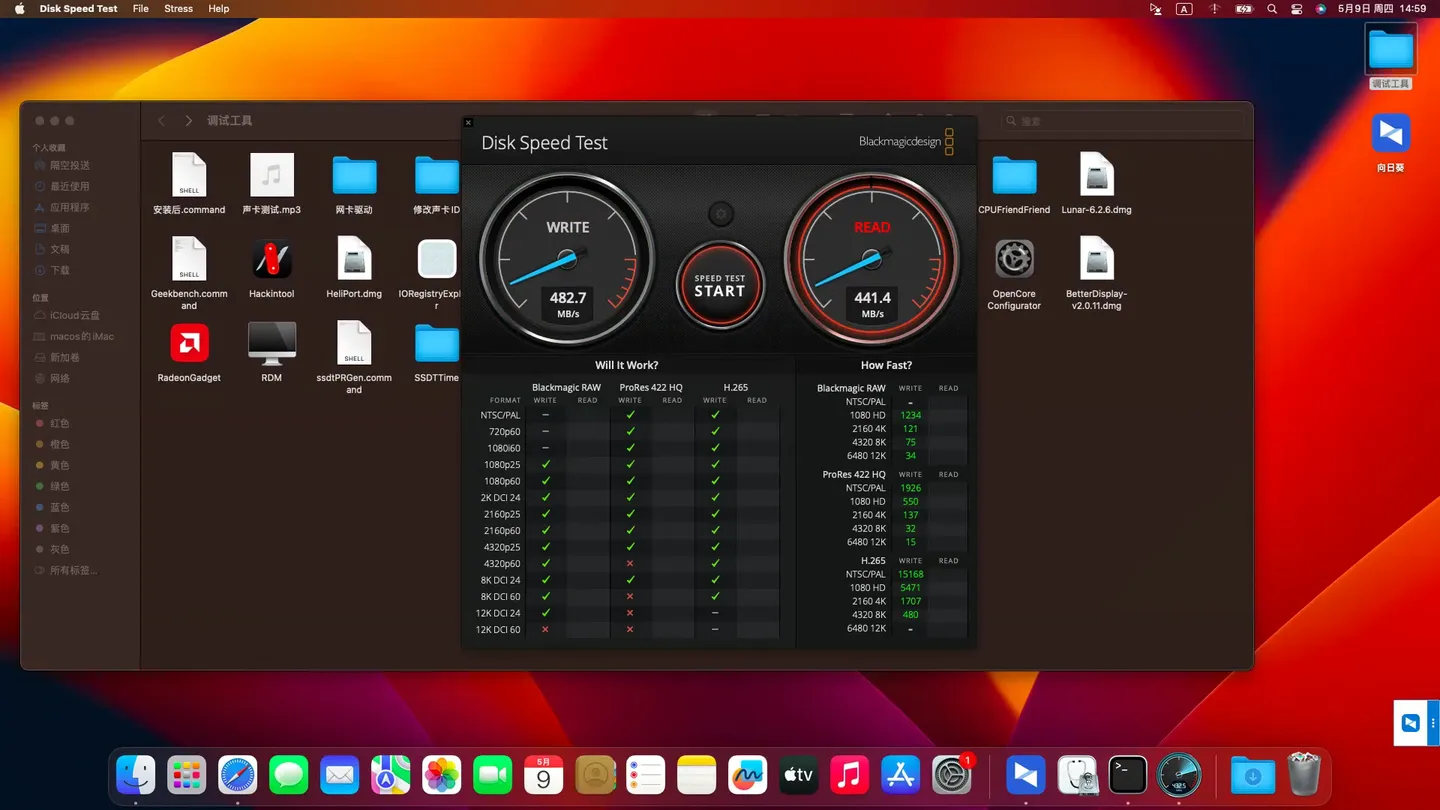 Disk Speed Test File Stress Help
A 5月9日 周四 14:59
调试工具
向日葵
个人收藏
隔空投送
最近使用
应用程序
桌面
文稿
下载
位置
iCloud云盘
macos的iMac
新加卷
网络
标签
红色
橙色
黄色
绿色
蓝色
紫色
灰色
所有标签...
调试工具
搜索
SHELL
安装后.command
声卡测试.mp3
网卡驱动
修改声卡ID
CPUFriendFriend
Lunar-6.2.6.dmg
SHELL
Geekbench.comm
and
Hackintool
HeliPort.dmg
IORegistryExpl
r
OpenCore
Configurator
BetterDisplay-
v2.0.11.dmg
RadeonGadget
RDM
SHELL
ssdtPRGen.comm
and
SSDTTime
Disk Speed Test
Blackmagicdesign
WRITE
482.7
MB/s
SPEED TEST
START
READ
441.4
MB/s
Will It Work?
Blackmagic RAW ProRes 422 HQ H.265
FORMAT WRITE READ WRITE READ WRITE READ
NTSC/PAL – ✓ ✓
720p60 – ✓ ✓
1080i60 – ✓ ✓
1080p25 ✓ ✓ ✓
1080p60 ✓ ✓ ✓
2K DCI 24 ✓ ✓ ✓
2160p25 ✓ ✓ ✓
2160p60 ✓ ✓ ✓
4320p25 ✓ ✓ ✓
4320p60 ✓ × ✓
8K DCI 24 ✓ ✓ ✓
8K DCI 60 ✓ × ✓
12K DCI 24 ✓ × –
12K DCI 60 × × –
How Fast?
Blackmagic RAW WRITE READ
NTSC/PAL –
1080 HD 1234
2160 4K 121
4320 8K 75
6480 12K 34
ProRes 422 HQ WRITE READ
NTSC/PAL 1926
1080 HD 550
2160 4K 137
4320 8K 32
6480 12K 15
H.265 WRITE READ
NTSC/PAL 15168
1080 HD 5471
2160 4K 1707
4320 8K 480
6480 12K –
5月
9
tv
1